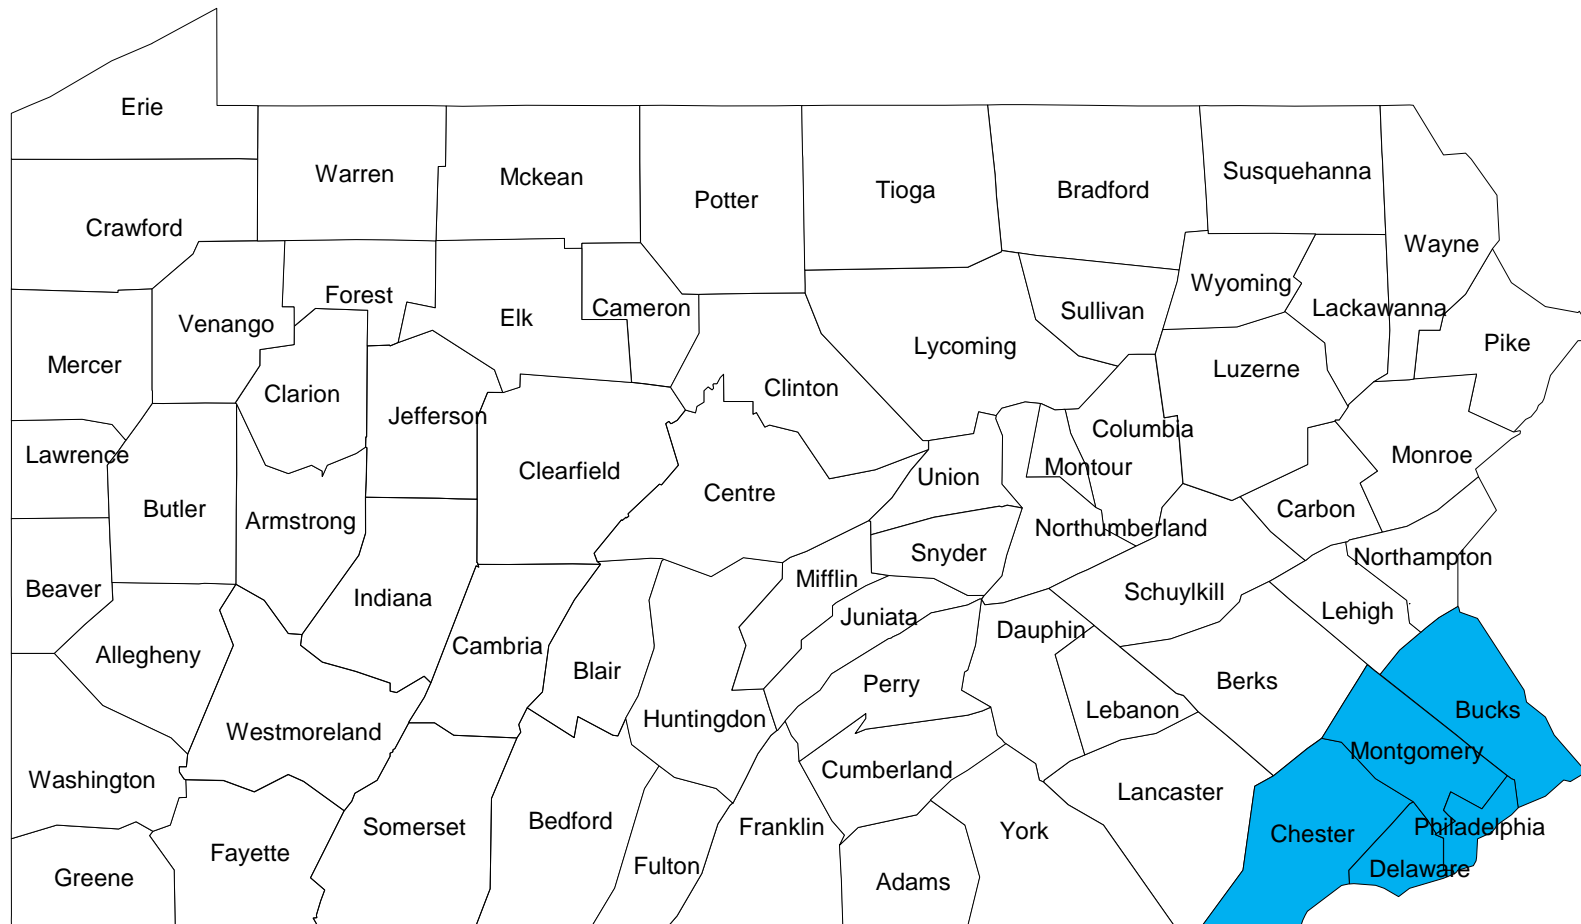 Erie
Warren
Mckean
Potter
Tioga
Bradford
Susquehanna
Crawford
Wayne
Forest
Venango
Elk
Cameron
Wyoming
Sullivan
Lackawanna
Mercer
Lycoming
Pike
Clarion
Clinton
Luzerne
Jefferson
Columbia
Lawrence
Clearfield
Union
Montour
Monroe
Butler
Armstrong
Centre
Northumberland
Carbon
Snyder
Northampton
Beaver
Indiana
Mifflin
Schuylkill
Lehigh
Juniata
Dauphin
Allegheny
Cambria
Blair
Perry
Berks
Huntingdon
Lebanon
Bucks
Westmoreland
Montgomery
Washington
Cumberland
Lancaster
Somerset
Bedford
Franklin
York
Chester
Philadelphia
Fayette
Fulton
Delaware
Greene
Adams